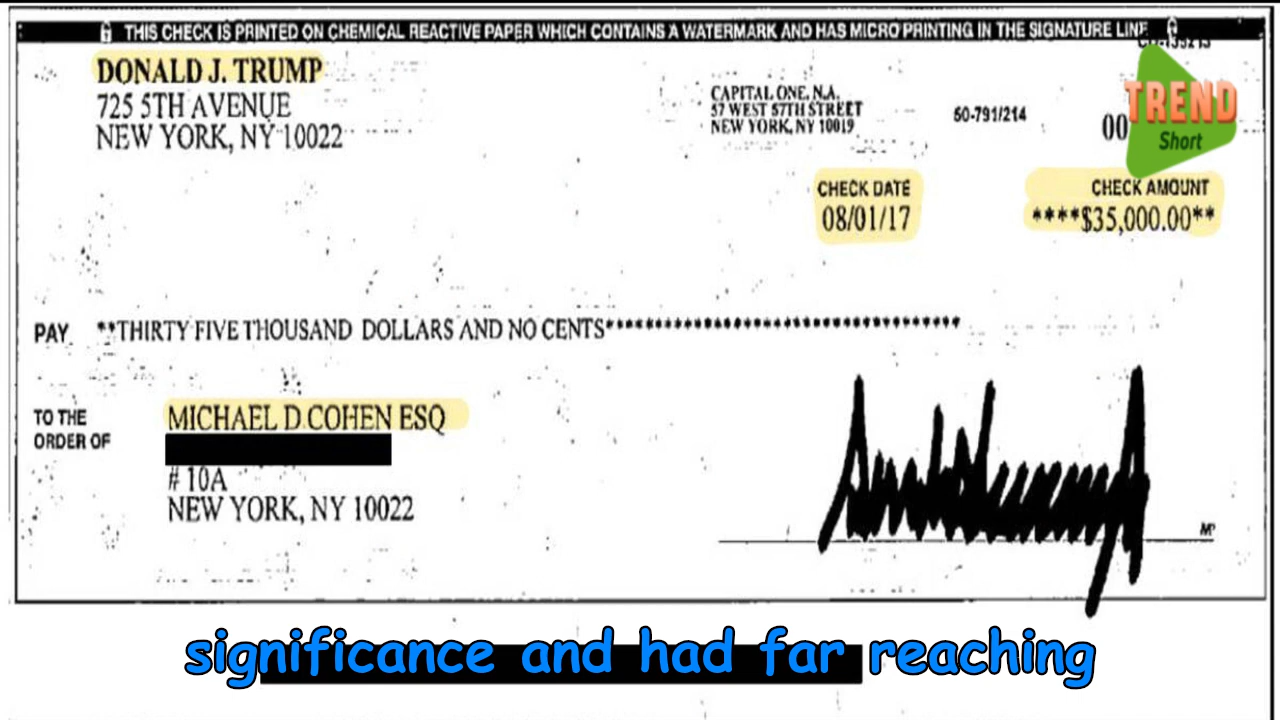 THIS CHECK IS PRINTED ON CHEMICAL REACTIVE PAPER WHICH CONTAINS A WATERMARK AND HAS MICRO PRINTING IN THE SIGNATURE LINE
DONALD J. TRUMP
725 5TH AVENUE
NEW YORK, NY 10022
CAPITAL ONE, N.A.
57 WEST 57TH STREET
NEW YORK, NY 10019
50-791/214
00
TREND
Short
CHECK DATE
08/01/17
CHECK AMOUNT
****$35,000.00**
PAY **THIRTY FIVE THOUSAND DOLLARS AND NO CENTS**********************************
TO THE
ORDER OF
MICHAEL D COHEN ESQ
# 10A
NEW YORK, NY 10022
MP
significance and had far reaching